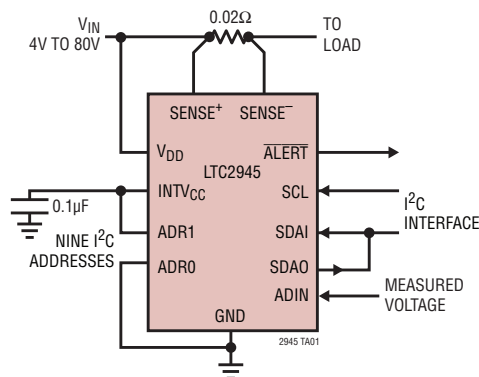 V_IN
4V TO 80V
0.02Ω
TO
LOAD
SENSE⁺
SENSE⁻
V_DD
LTC2945
ALERT
INTV_CC
SCL
0.1µF
I²C
INTERFACE
ADR1
SDAI
NINE I²C
ADDRESSES
ADR0
SDAO
ADIN
MEASURED
VOLTAGE
GND
2945 TA01